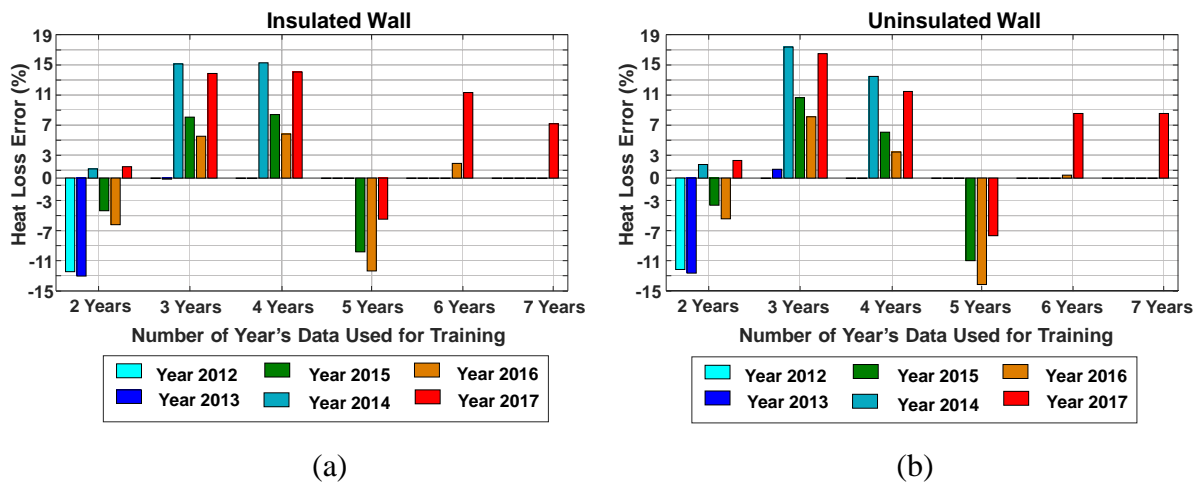 Insulated Wall
Heat Loss Error (%)
19
15
11
7
3
0
-3
-7
-11
-15
2 Years 3 Years 4 Years 5 Years 6 Years 7 Years
Number of Year's Data Used for Training
Year 2012 Year 2015 Year 2016
Year 2013 Year 2014 Year 2017
(a)
Uninsulated Wall
Heat Loss Error (%)
19
15
11
7
3
0
-3
-7
-11
-15
2 Years 3 Years 4 Years 5 Years 6 Years 7 Years
Number of Year's Data Used for Training
Year 2012 Year 2015 Year 2016
Year 2013 Year 2014 Year 2017
(b)